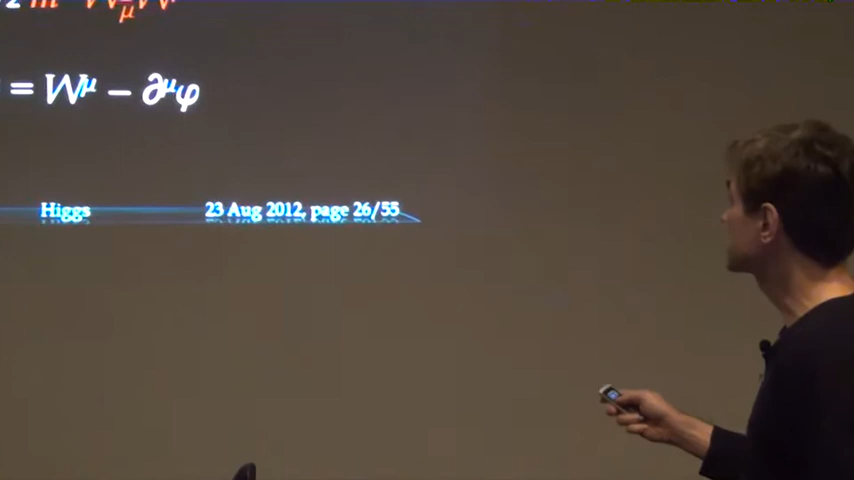 = Wμ − ∂μφ
Higgs
23 Aug 2012, page 26/55